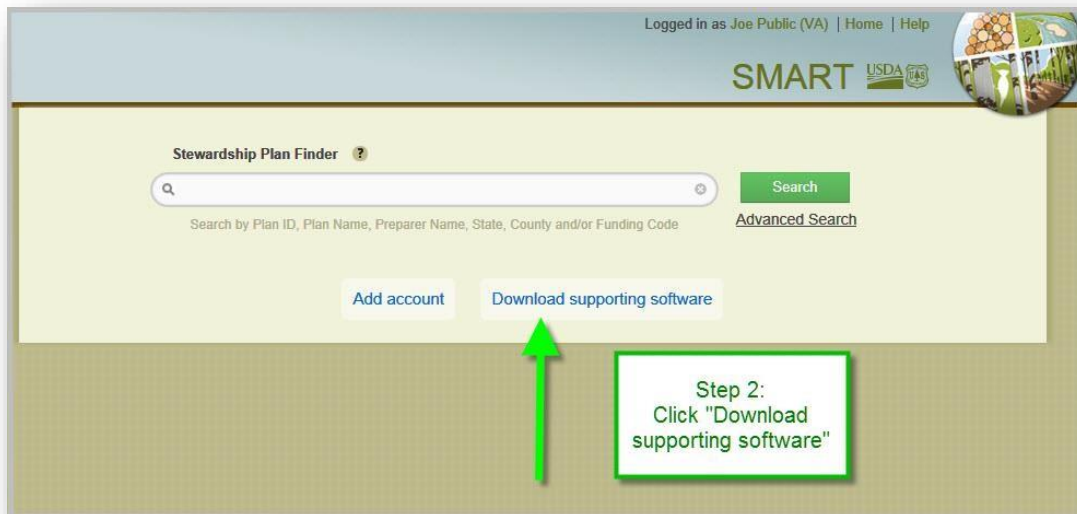 Logged in as Joe Public (VA) | Home | Help
SMART USDA UAS
Stewardship Plan Finder ?
Search
Search by Plan ID, Plan Name, Preparer Name, State, County and/or Funding Code
Advanced Search
Add account Download supporting software
Step 2:
Click "Download
supporting software"